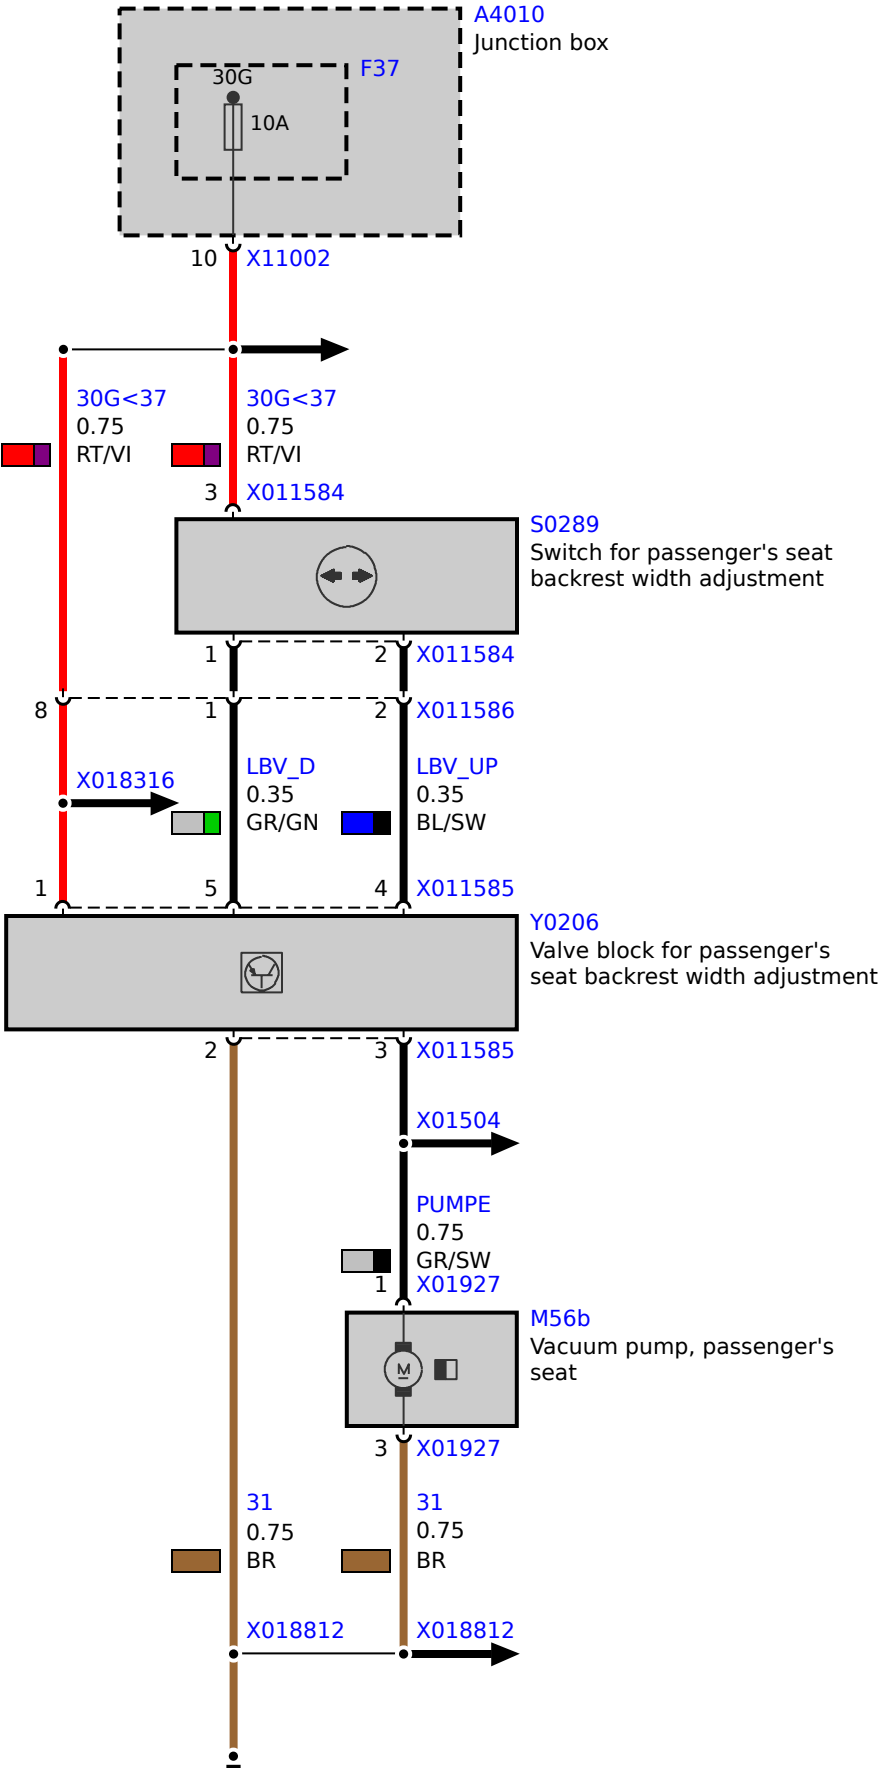 A4010
Junction box
F37
30G
10A
10 X11002
30G<37
0.75
RT/VI
30G<37
0.75
RT/VI
3 X011584
S0289
Switch for passenger's seat
backrest width adjustment
1 2 X011584
8 1 2 X011586
X018316
LBV_D
0.35
GR/GN
LBV_UP
0.35
BL/SW
1 5 4 X011585
Y0206
Valve block for passenger's
seat backrest width adjustment
2 3 X011585
X01504
PUMPE
0.75
GR/SW
1 X01927
M56b
Vacuum pump, passenger's
seat
M
3 X01927
31
0.75
BR
31
0.75
BR
X018812 X018812